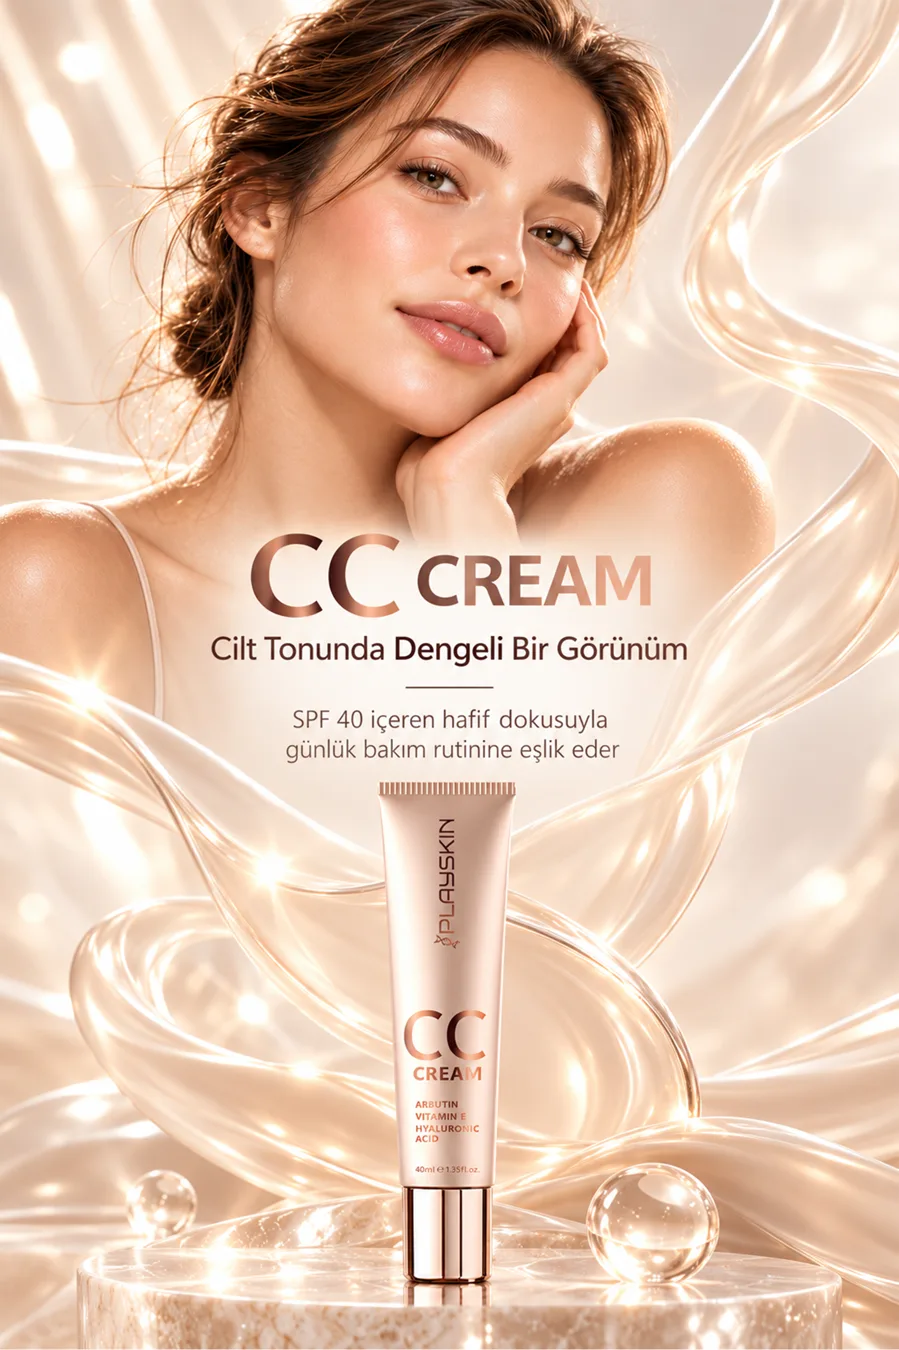 CC CREAM
Cilt Tonunda Dengeli Bir Görünüm
SPF 40 içeren hafif dokusuyla
günlük bakım rutinine eşlik eder
PLAYSKIN
CC
CREAM
ARBUTIN
VITAMIN E
HYALURONIC
ACID
40ml ℮ 1.35fl.oz.